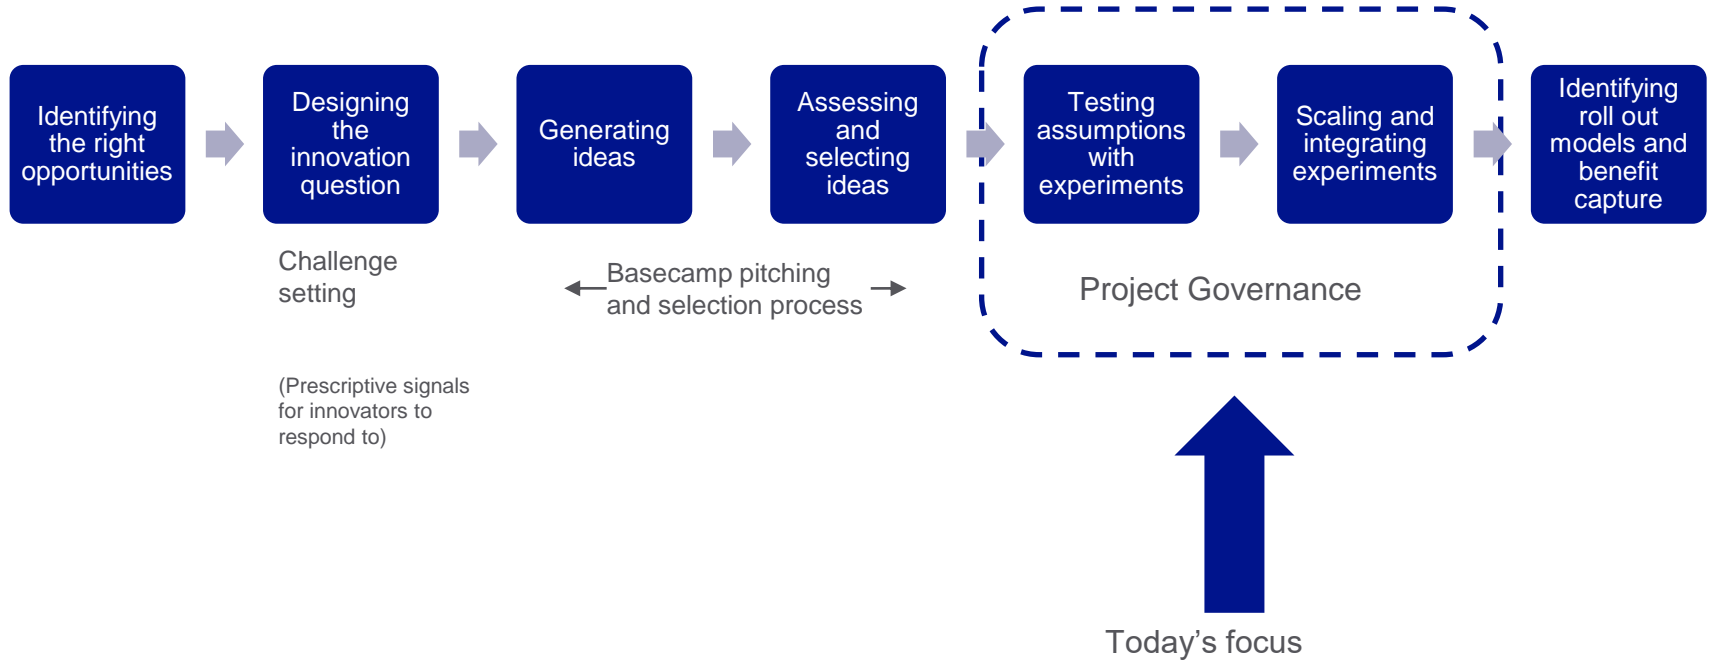 Identifying
the right
opportunities
Designing
the
innovation
question
Generating
ideas
Assessing
and
selecting
ideas
Testing
assumptions
with
experiments
Scaling and
integrating
experiments
Identifying
roll out
models and
benefit
capture
Challenge
setting
Basecamp pitching
and selection process
Project Governance
(Prescriptive signals
for innovators to
respond to)
Today’s focus